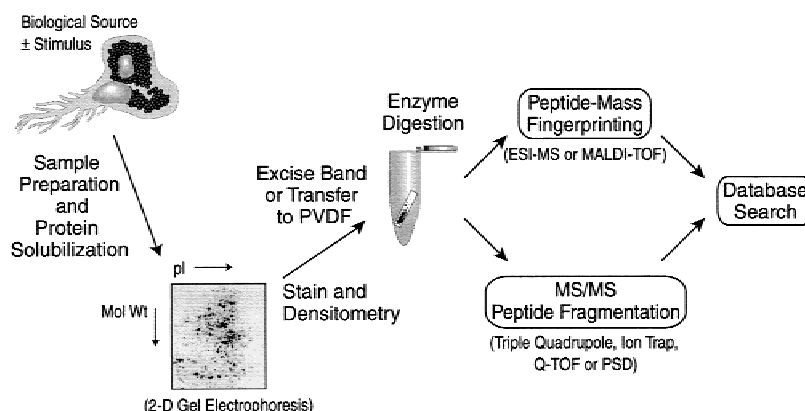 Biological Source
± Stimulus
Sample
Preparation
and
Protein
Solubilization
pI
Mol Wt
(2-D Gel Electrophoresis)
Excise Band
or Transfer
to PVDF
Stain and
Densitometry
Enzyme
Digestion
Peptide-Mass
Fingerprinting
(ESI-MS or MALDI-TOF)
MS/MS
Peptide Fragmentation
(Triple Quadrupole, Ion Trap,
Q-TOF or PSD)
Database
Search